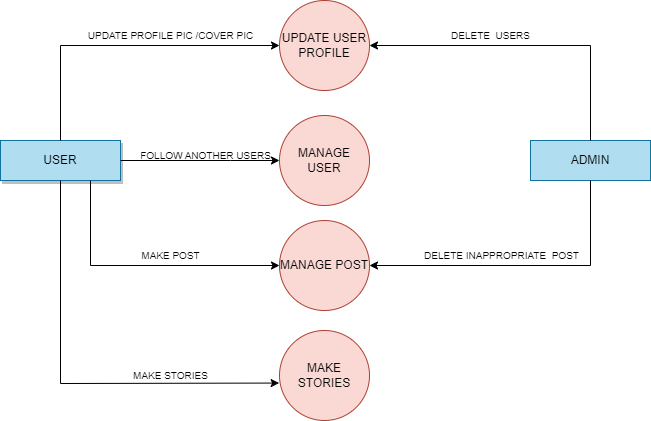 UPDATE PROFILE PIC /COVER PIC
UPDATE USER
PROFILE
DELETE USERS
USER
FOLLOW ANOTHER USERS
MANAGE
USER
ADMIN
MAKE POST
MANAGE POST
DELETE INAPPROPRIATE POST
MAKE STORIES
MAKE
STORIES